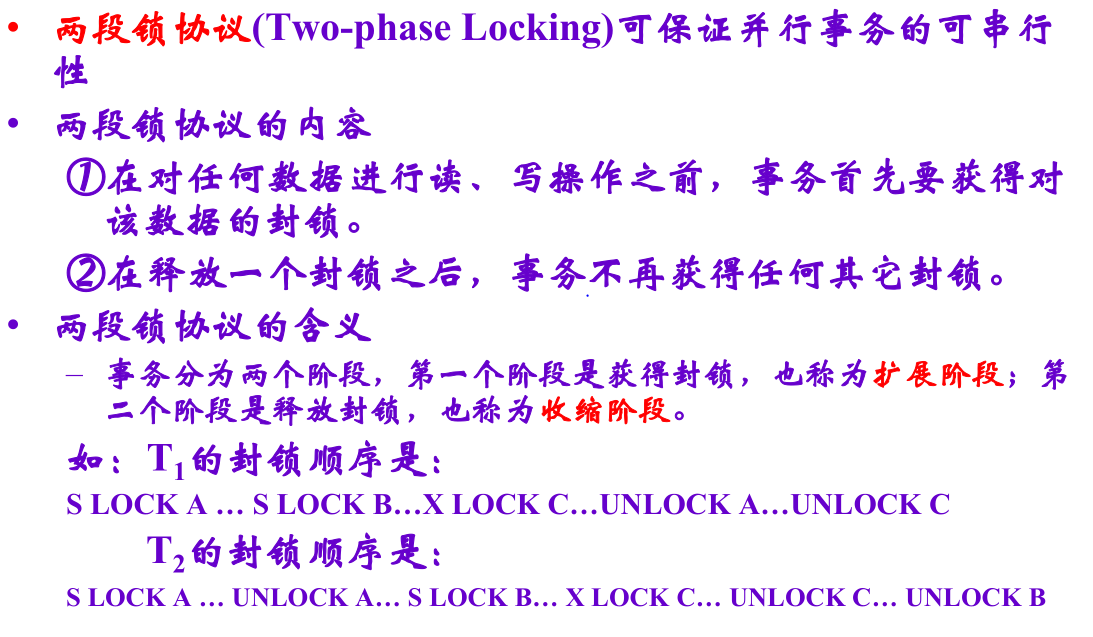 • 两段锁协议(Two-phase Locking)可保证并行事务的可串行
性
• 两段锁协议的内容
①在对任何数据进行读、写操作之前，事务首先要获得对
该数据的封锁。
②在释放一个封锁之后，事务不再获得任何其它封锁。
• 两段锁协议的含义
– 事务分为两个阶段，第一个阶段是获得封锁，也称为扩展阶段；第
二个阶段是释放封锁，也称为收缩阶段。
如：T₁的封锁顺序是：
S LOCK A … S LOCK B…X LOCK C…UNLOCK A…UNLOCK C
T₂的封锁顺序是：
S LOCK A … UNLOCK A… S LOCK B… X LOCK C… UNLOCK C… UNLOCK B